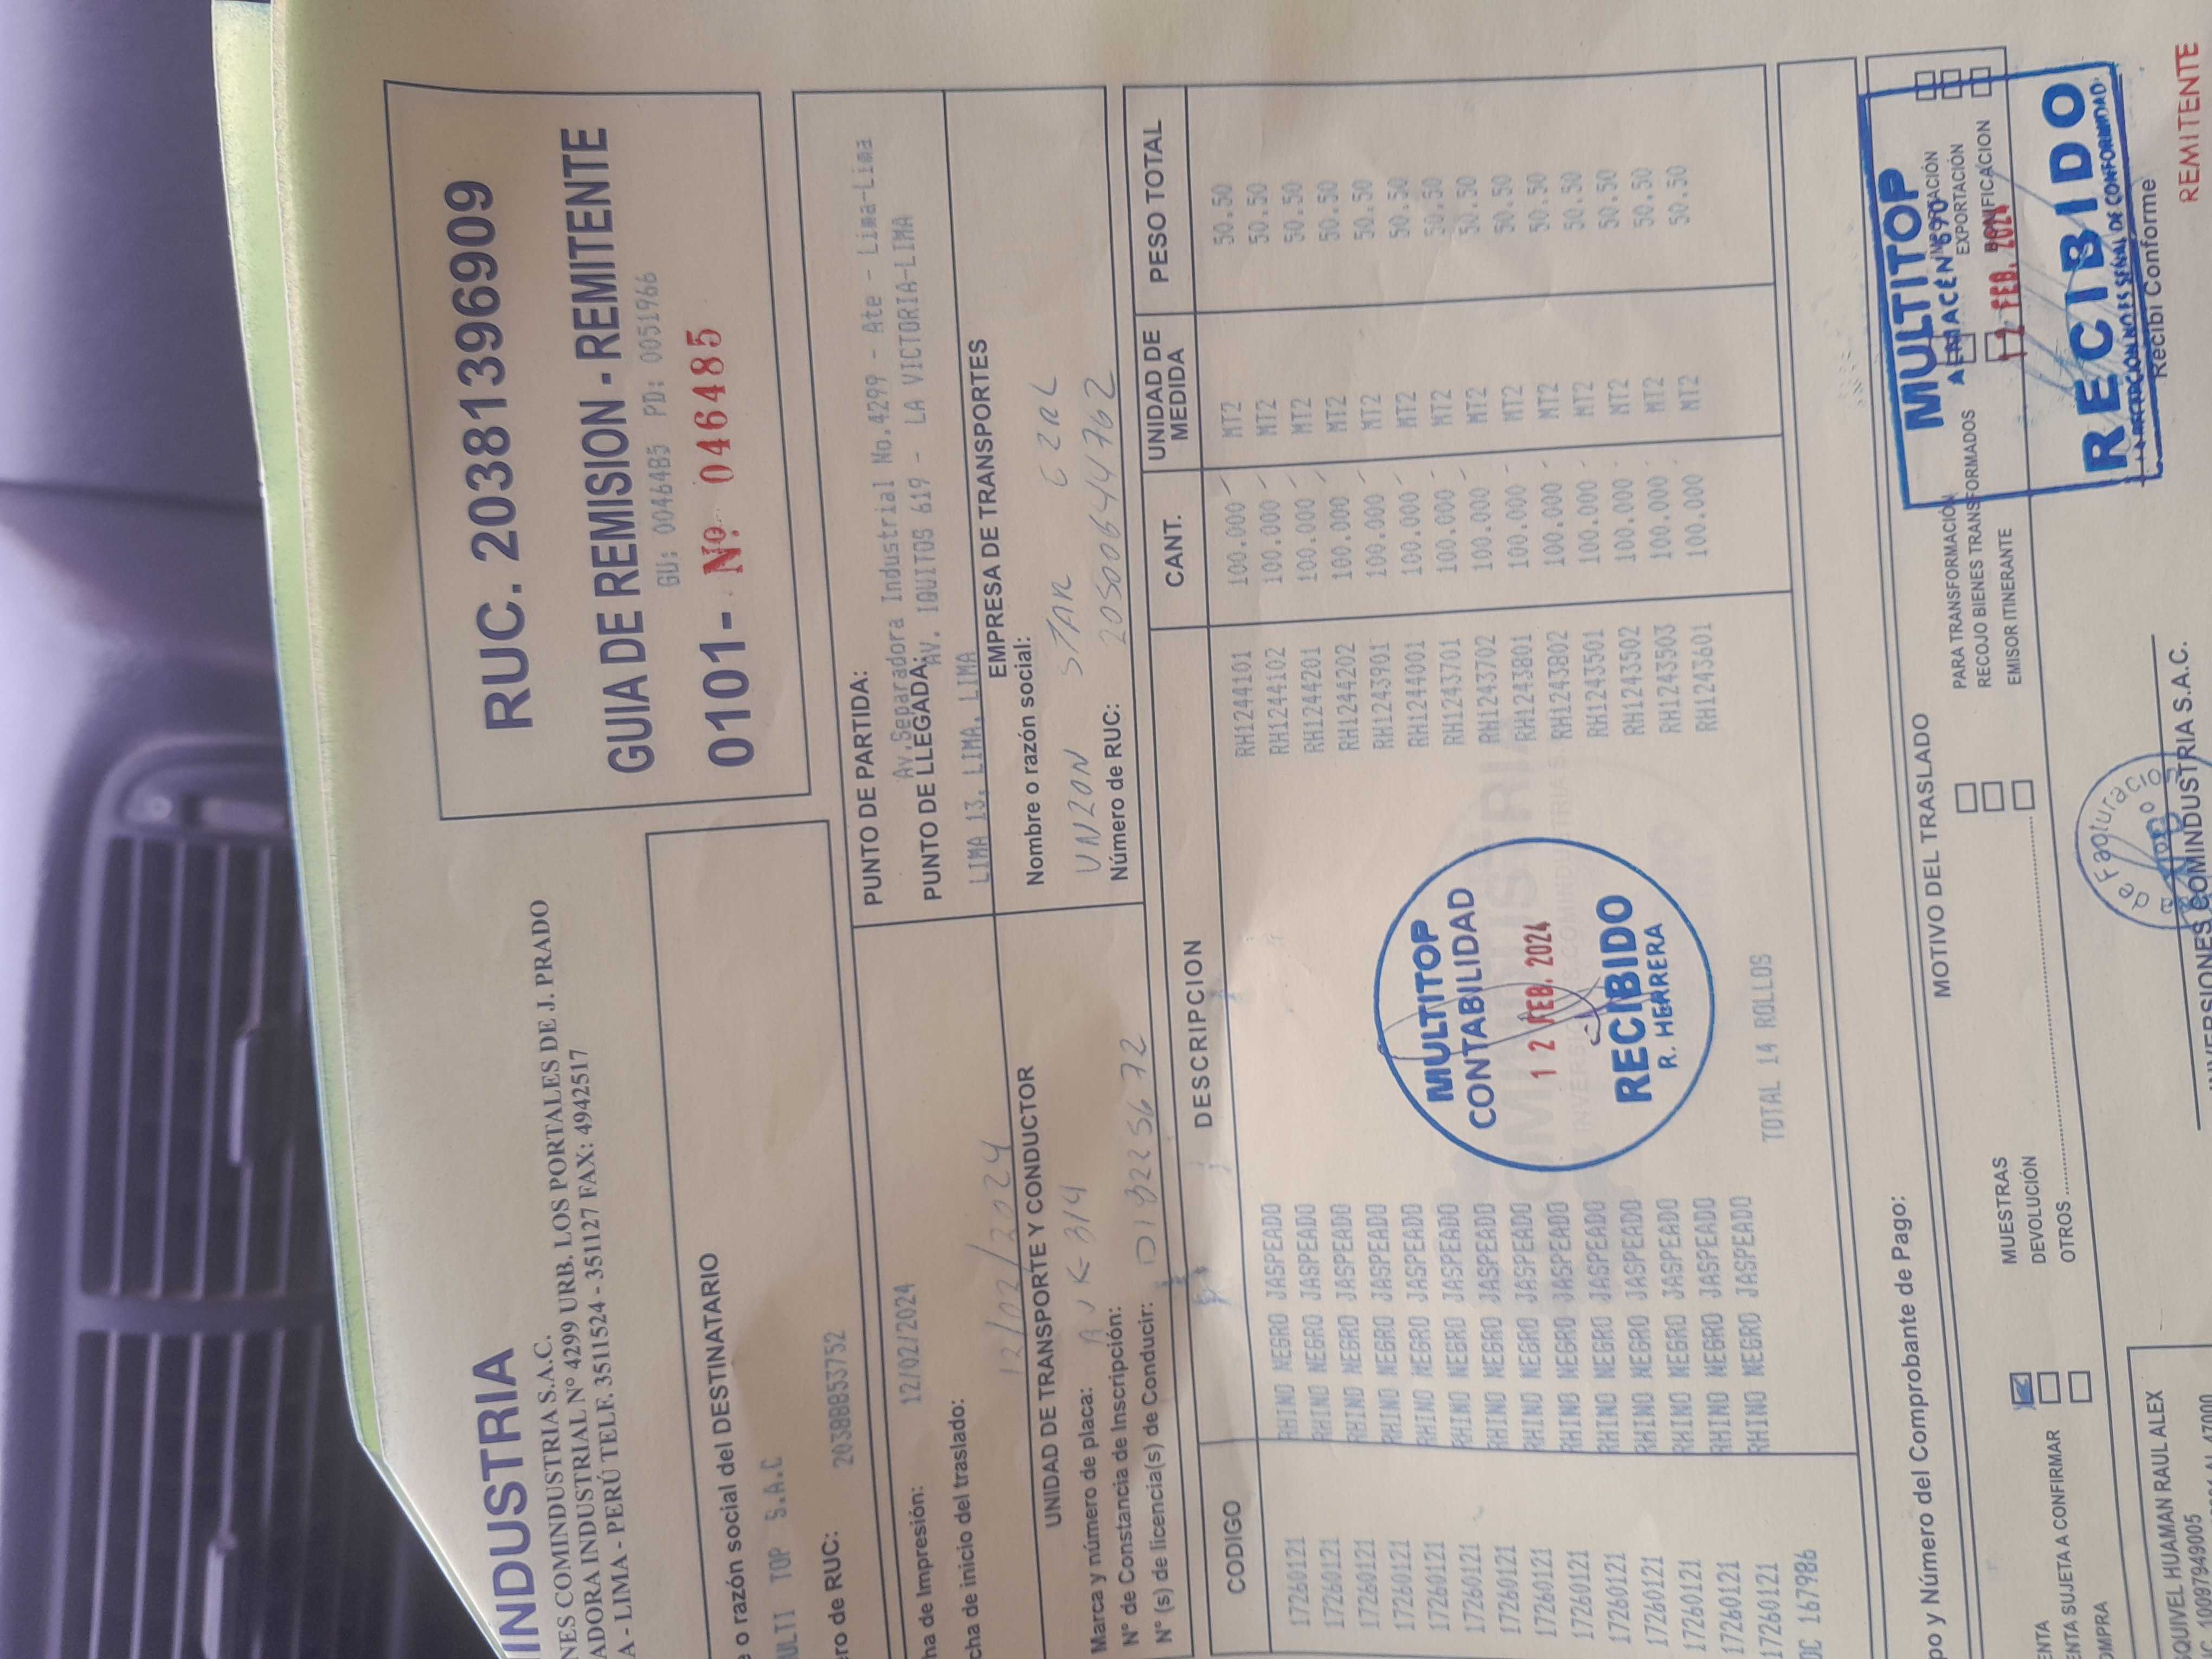 INDUSTRIA
NES COMINDUSTRIA S.A.C.
ADORA INDUSTRIAL Nº 4299 URB. LOS PORTALES DE J. PRADO
A - LIMA - PERÚ TELF. 3511524 - 351127 FAX: 4942517
RUC. 20381396909
GUIA DE REMISION - REMITENTE
GU: 0046485 PD: 0051966
0101- Nº 046485
e o razón social del DESTINATARIO
ULTI TOP S.A.C
ro de RUC: 20388853752
ha de Impresión: 12/02/2024
cha de inicio del traslado:
12/02/2024
PUNTO DE PARTIDA:
Av.Separadora Industrial No.4299 - Ate - Lima-Lima
PUNTO DE LLEGADA:
AV. IQUITOS 619 - LA VICTORIA-LIMA
LIMA 13, LIMA, LIMA
UNIDAD DE TRANSPORTE Y CONDUCTOR
Marca y número de placa:
Nº de Constancia de Inscripción:
Nº (s) de licencia(s) de Conducir:
EMPRESA DE TRANSPORTES
Nombre o razón social:
STAR
Número de RUC: 20500644762
CODIGO DESCRIPCION CANT. UNIDAD DE MEDIDA PESO TOTAL
17260121 RHINO NEGRO JASPEADO RH1244101 100.000 MT2 50.50
17260121 RHINO NEGRO JASPEADO RH1244102 100.000 MT2 50.50
17260121 RHINO NEGRO JASPEADO RH1244201 100.000 MT2 50.50
17260121 RHINO NEGRO JASPEADO RH1244202 100.000 MT2 50.50
17260121 RHINO NEGRO JASPEADO RH1243901 100.000 MT2 50.50
17260121 RHINO NEGRO JASPEADO RH1244001 100.000 MT2 50.50
17260121 RHINO NEGRO JASPEADO RH1243701 100.000 MT2 50.50
17260121 RHINO NEGRO JASPEADO RH1243702 100.000 MT2 50.50
17260121 RHINO NEGRO JASPEADO RH1243801 100.000 MT2 50.50
17260121 RHINO NEGRO JASPEADO RH1243802 100.000 MT2 50.50
17260121 RHINO NEGRO JASPEADO RH1243501 100.000 MT2 50.50
17260121 RHINO NEGRO JASPEADO RH1243502 100.000 MT2 50.50
17260121 RHINO NEGRO JASPEADO RH1243503 100.000 MT2 50.50
17260121 RHINO NEGRO JASPEADO RH1243601 100.000 MT2 50.50
OC 167986 TOTAL 14 ROLLOS
MULTITOP
CONTABILIDAD
12 FEB. 2024
RECIBIDO
R. HERRERA
po y Número del Comprobante de Pago:
MOTIVO DEL TRASLADO
ENTA
ENTA SUJETA A CONFIRMAR
OMPRA
MUESTRAS
DEVOLUCIÓN
OTROS
PARA TRANSFORMACIÓN
RECOJO BIENES TRANSFORMADOS
EMISOR ITINERANTE
EXPORTACIÓN
BONIFICACION
MULTITOP
ALMACÉN 690
12 FEB. 2024
RECIBIDO
SQUIVEL HUAMAN RAUL ALEX
C. 10097949005
INVERSIONES COMINDUSTRIA S.A.C.
Recibí Conforme
REMITENTE